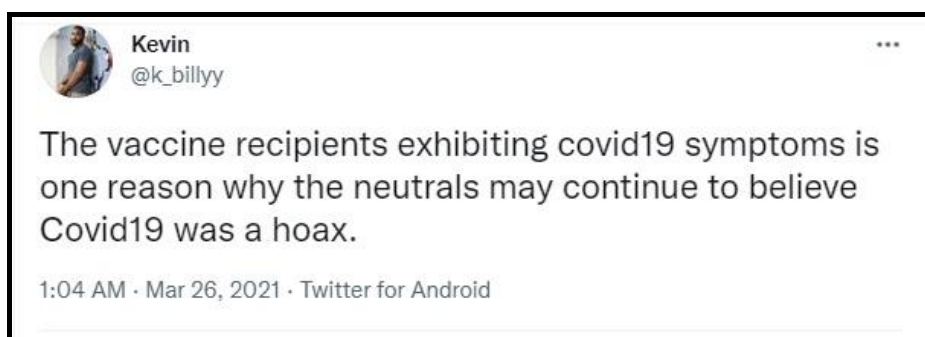 Kevin
@k_billyy
The vaccine recipients exhibiting covid19 symptoms is
one reason why the neutrals may continue to believe
Covid19 was a hoax.
1:04 AM · Mar 26, 2021 · Twitter for Android